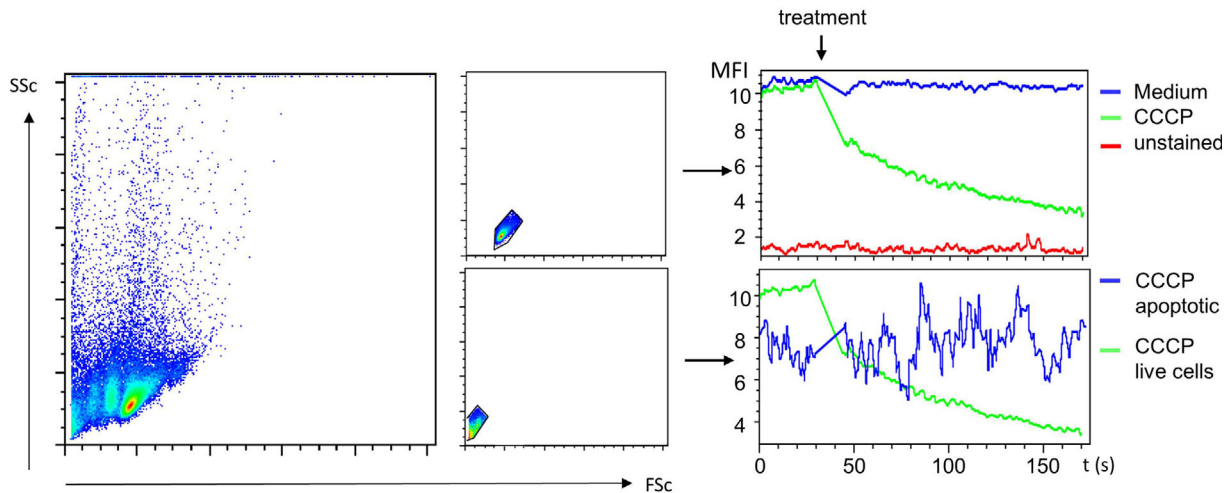 treatment
SSc
MFI
10
8
6
4
2
Medium
CCCP
unstained
10
8
6
4
CCCP
apoptotic
CCCP
live cells
0 50 100 150 t (s)
FSc